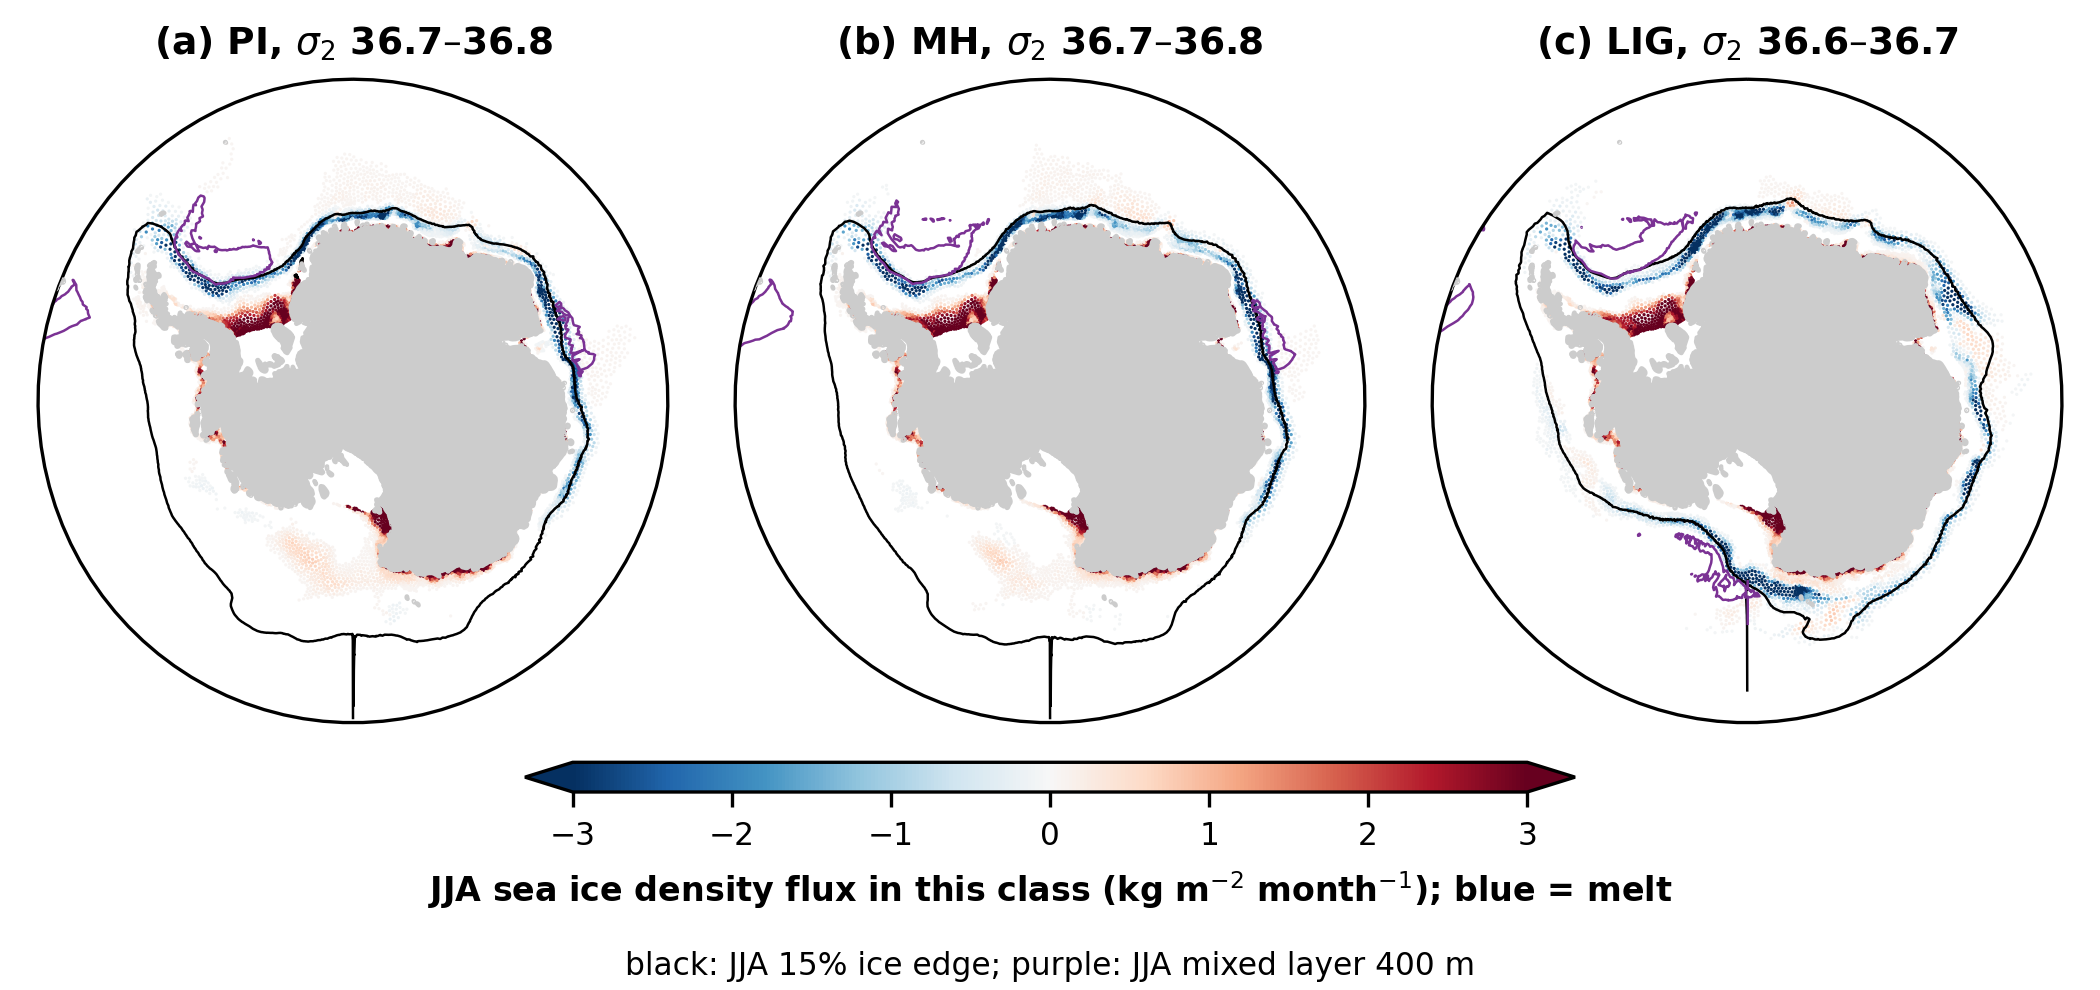 (a) PI, σ₂ 36.7–36.8
(b) MH, σ₂ 36.7–36.8
(c) LIG, σ₂ 36.6–36.7
−3 −2 −1 0 1 2 3
JJA sea ice density flux in this class (kg m⁻² month⁻¹); blue = melt
black: JJA 15% ice edge; purple: JJA mixed layer 400 m